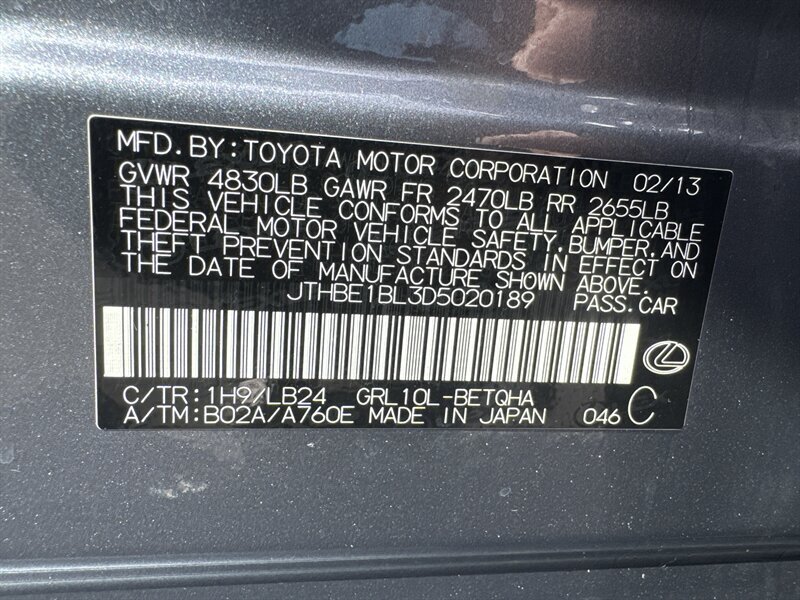 MFD.BY:TOYOTA MOTOR CORPORATION 02/13
GVWR 4830LB GAWR FR 2470LB RR 2655LB
THIS VEHICLE CONFORMS TO ALL APPLICABLE
FEDERAL MOTOR VEHICLE SAFETY,BUMPER,AND
THEFT PREVENTION STANDARDS IN EFFECT ON
THE DATE OF MANUFACTURE SHOWN ABOVE.
JTHBE1BL3D5020189 PASS.CAR
C/TR:1H9/LB24 GRL10L-BETQHA
A/TM:B02A/A760E MADE IN JAPAN 046 C